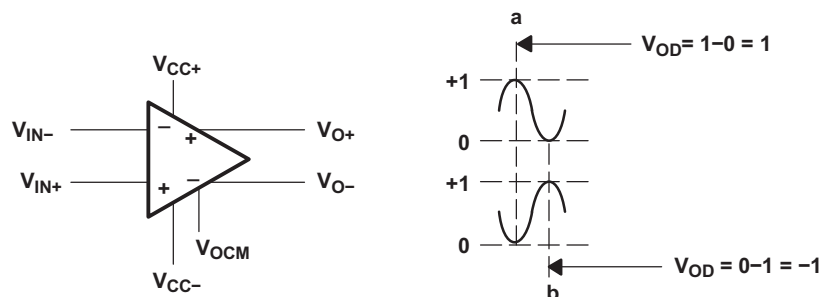 V_CC+
V_IN−
V_IN+
−
+
+
−
V_O+
V_O−
V_OCM
V_CC−
a
V_OD= 1−0 = 1
+1
0
+1
0
V_OD = 0−1 = −1
b